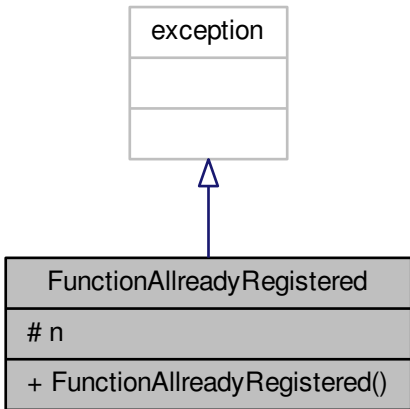 exception
FunctionAllreadyRegistered
# n
+ FunctionAllreadyRegistered()